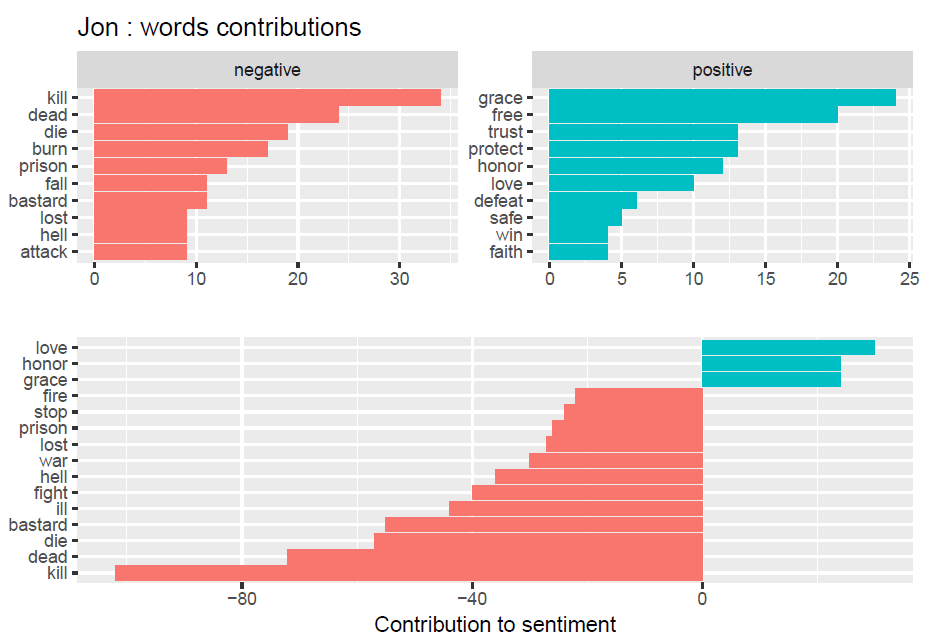 Jon : words contributions
negative
kill
dead
die
burn
prison
fall
bastard
lost
hell
attack
0 10 20 30
positive
grace
free
trust
protect
honor
love
defeat
safe
win
faith
0 5 10 15 20 25
love
honor
grace
fire
stop
prison
lost
war
hell
fight
ill
bastard
die
dead
kill
−80 −40 0
Contribution to sentiment